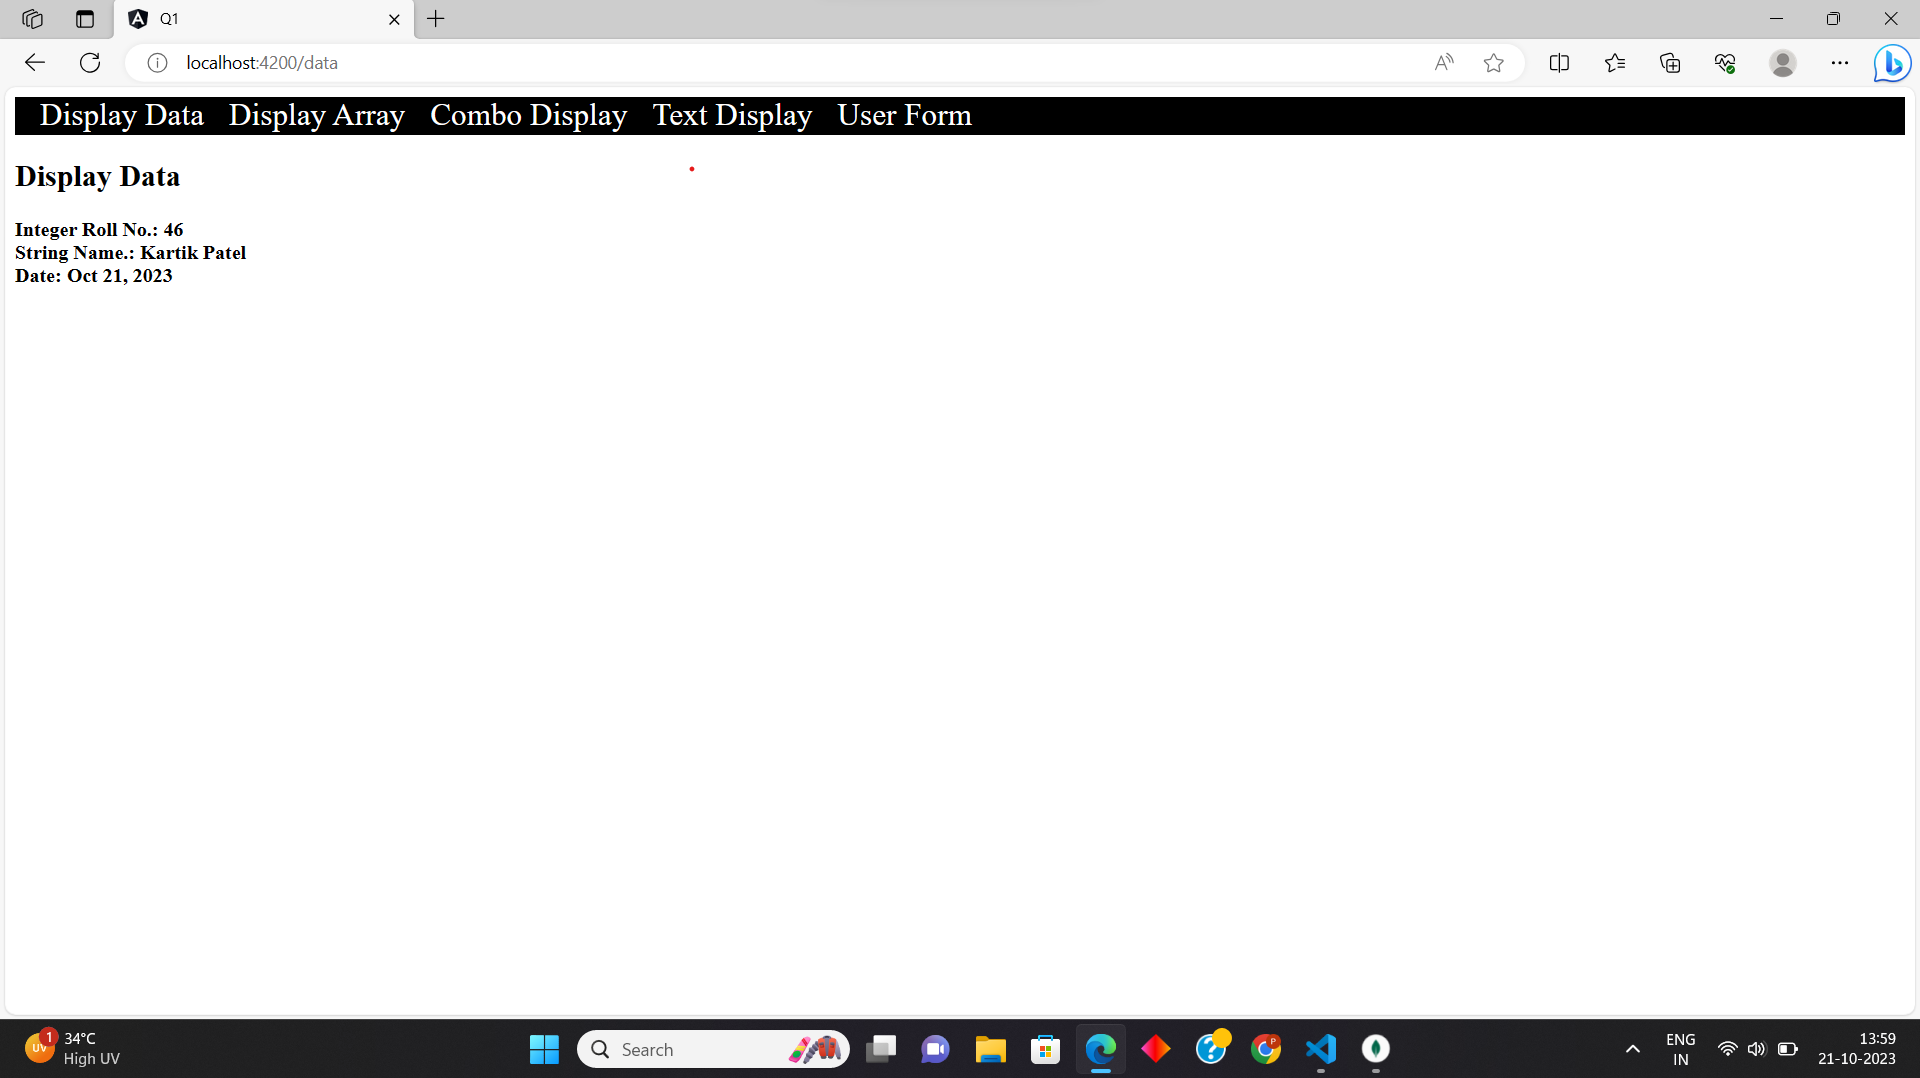 Q1
localhost:4200/data
Display Data Display Array Combo Display Text Display User Form
Display Data
Integer Roll No.: 46
String Name.: Kartik Patel
Date: Oct 21, 2023
1
UV
34°C
High UV
Search
P
ENG
IN
13:59
21-10-2023